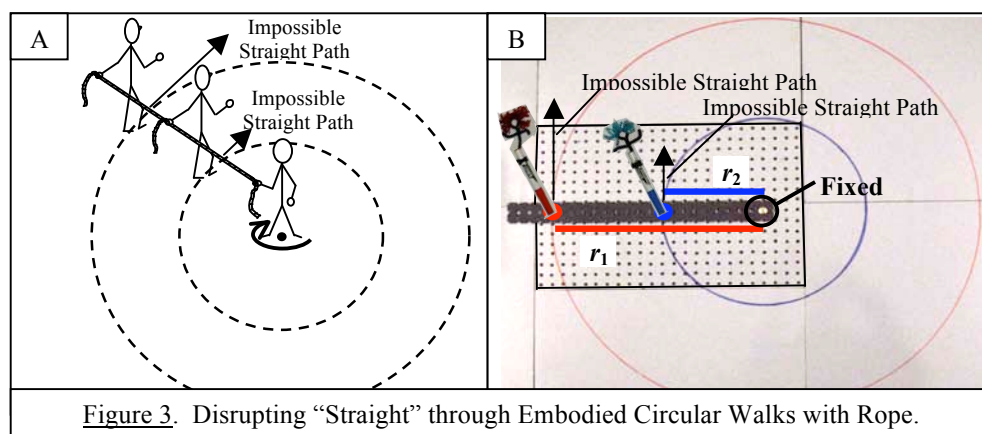 A
Impossible
Straight Path
Impossible
Straight Path
B
Impossible Straight Path
Impossible Straight Path
r2
Fixed
r1
Figure 3. Disrupting “Straight” through Embodied Circular Walks with Rope.